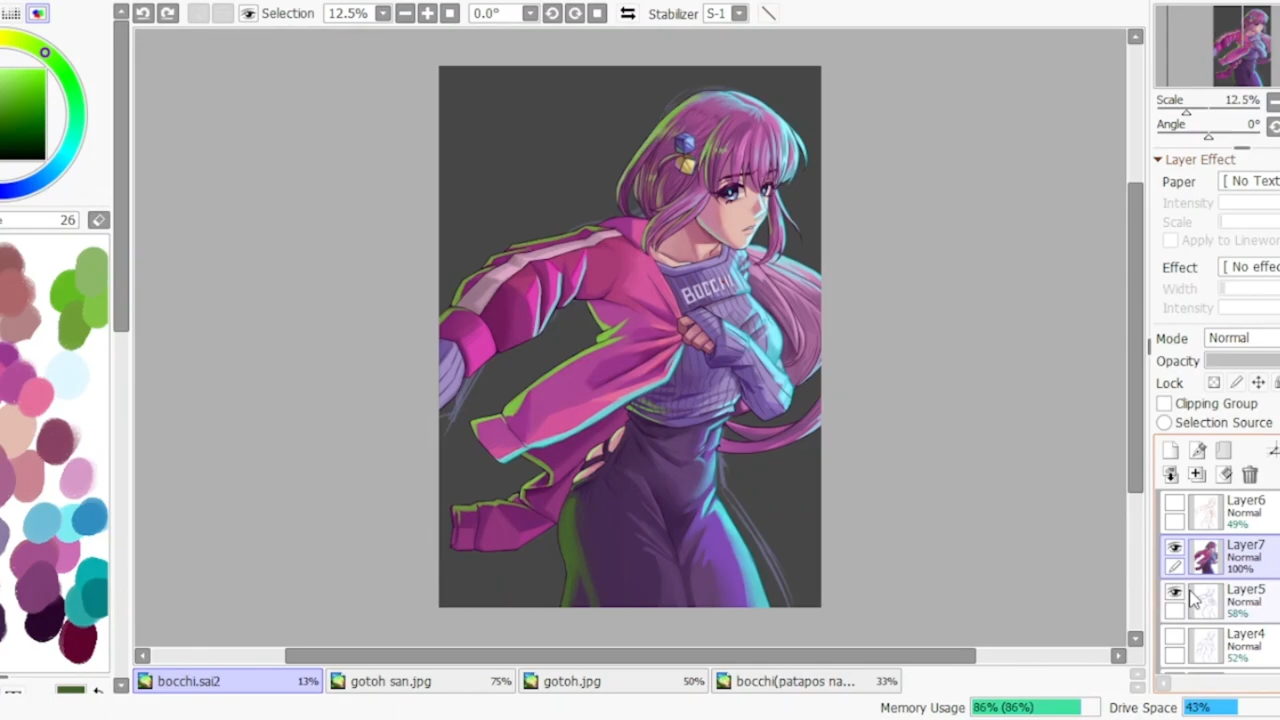 Selection 12.5% 0.0° Stabilizer S-1
Scale 12.5%
Angle 0°
Layer Effect
Paper [ No Text
Intensity
Scale
Apply to Linewor
Effect [ No effec
Width
Intensity
Mode Normal
Opacity
Lock
Clipping Group
Selection Source
Layer6
Normal
49%
Layer7
Normal
100%
Layer5
Normal
58%
Layer4
Normal
52%
e 26
BOCCHI
bocchi.sai2 13% gotoh san.jpg 75% gotoh.jpg 50% bocchi(patapos na... 33%
Memory Usage 86% (86%) Drive Space 43%